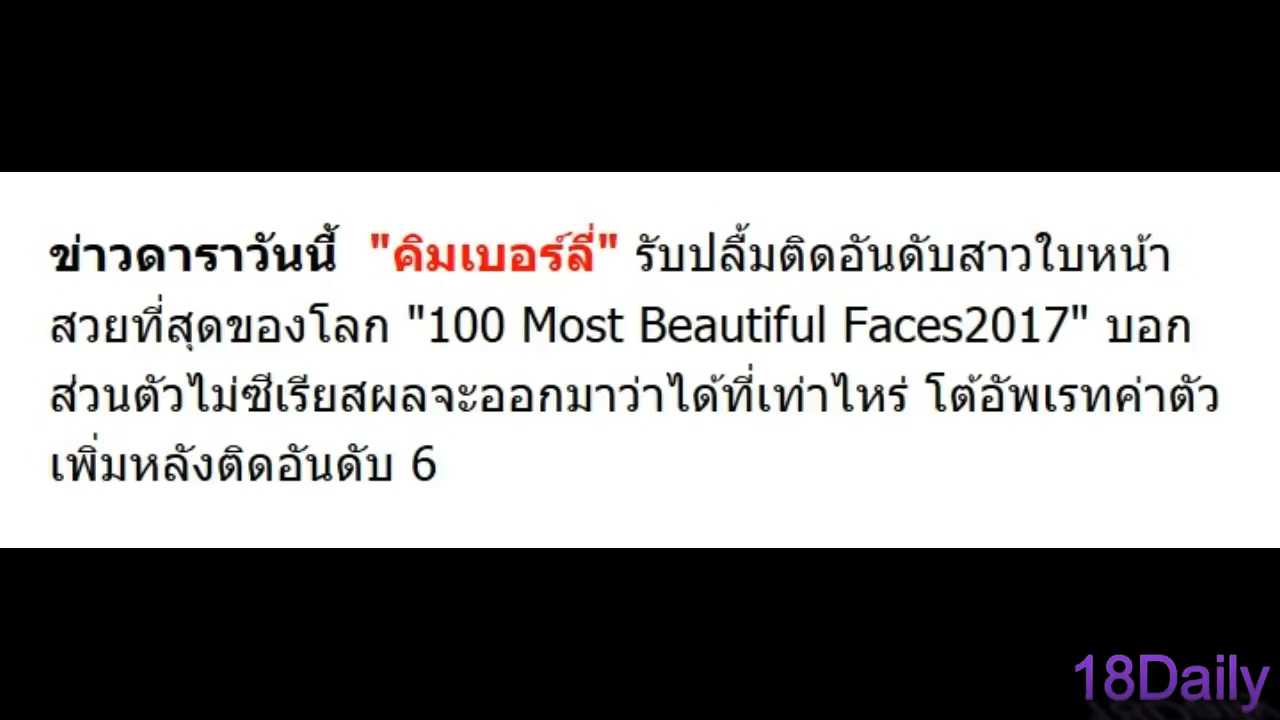 ข่าวดาราวันนี้ "คิมเบอร์ลี่" รับปลื้มติดอันดับสาวใบหน้า
สวยที่สุดของโลก "100 Most Beautiful Faces2017" บอก
ส่วนตัวไม่ซีเรียสผลจะออกมาว่าได้ที่เท่าไหร่ โต้อัพเรทค่าตัว
เพิ่มหลังติดอันดับ 6
18Daily